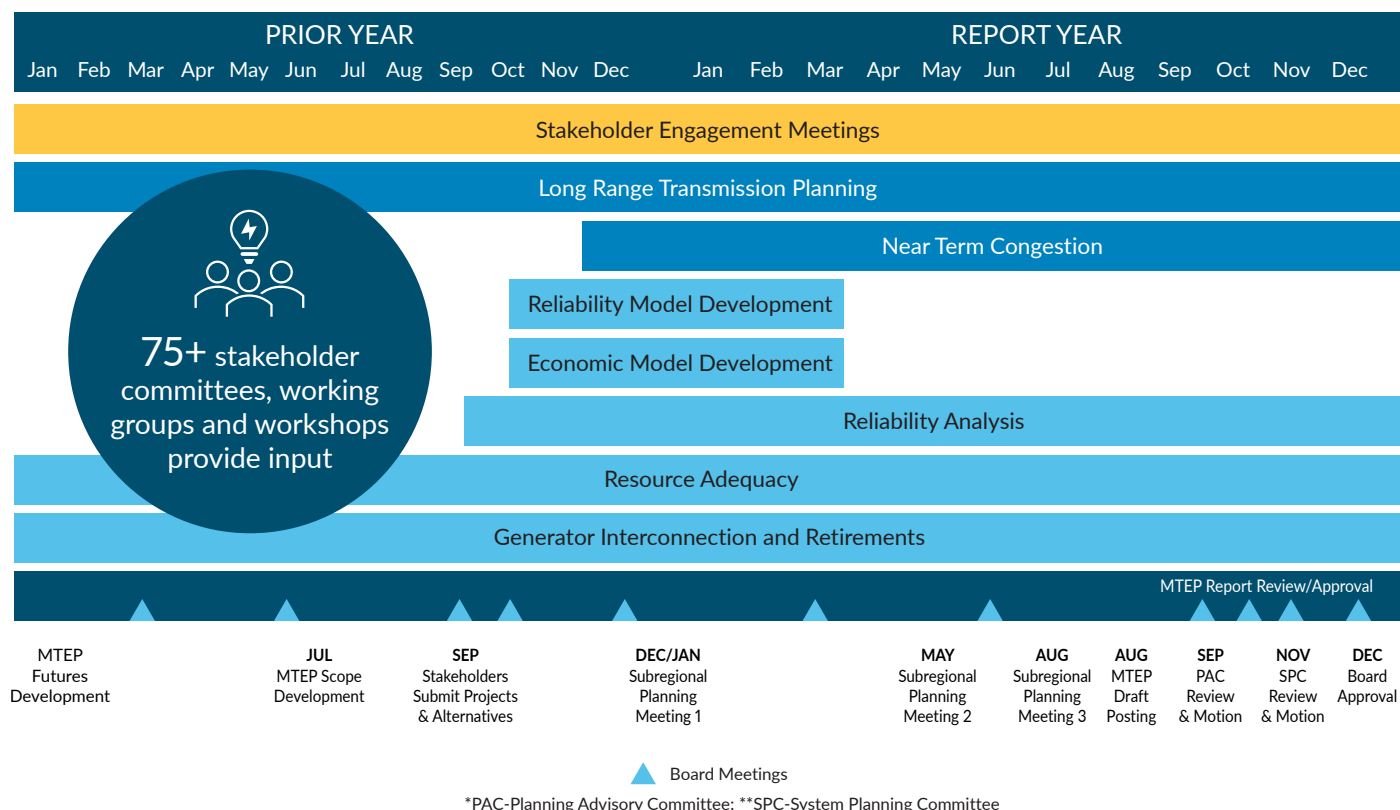 PRIOR YEAR
REPORT YEAR
Jan Feb Mar Apr May Jun Jul Aug Sep Oct Nov Dec
Jan Feb Mar Apr May Jun Jul Aug Sep Oct Nov Dec
Stakeholder Engagement Meetings
Long Range Transmission Planning
Near Term Congestion
Reliability Model Development
Economic Model Development
Reliability Analysis
Resource Adequacy
Generator Interconnection and Retirements
75+ stakeholder
committees, working
groups and workshops
provide input
MTEP Report Review/Approval
MTEP
Futures
Development
JUL
MTEP Scope
Development
SEP
Stakeholders
Submit Projects
& Alternatives
DEC/JAN
Subregional
Planning
Meeting 1
MAY
Subregional
Planning
Meeting 2
AUG
Subregional
Planning
Meeting 3
AUG
MTEP
Draft
Posting
SEP
PAC
Review
& Motion
NOV
SPC
Review
& Motion
DEC
Board
Approval
Board Meetings
*PAC-Planning Advisory Committee; **SPC-System Planning Committee